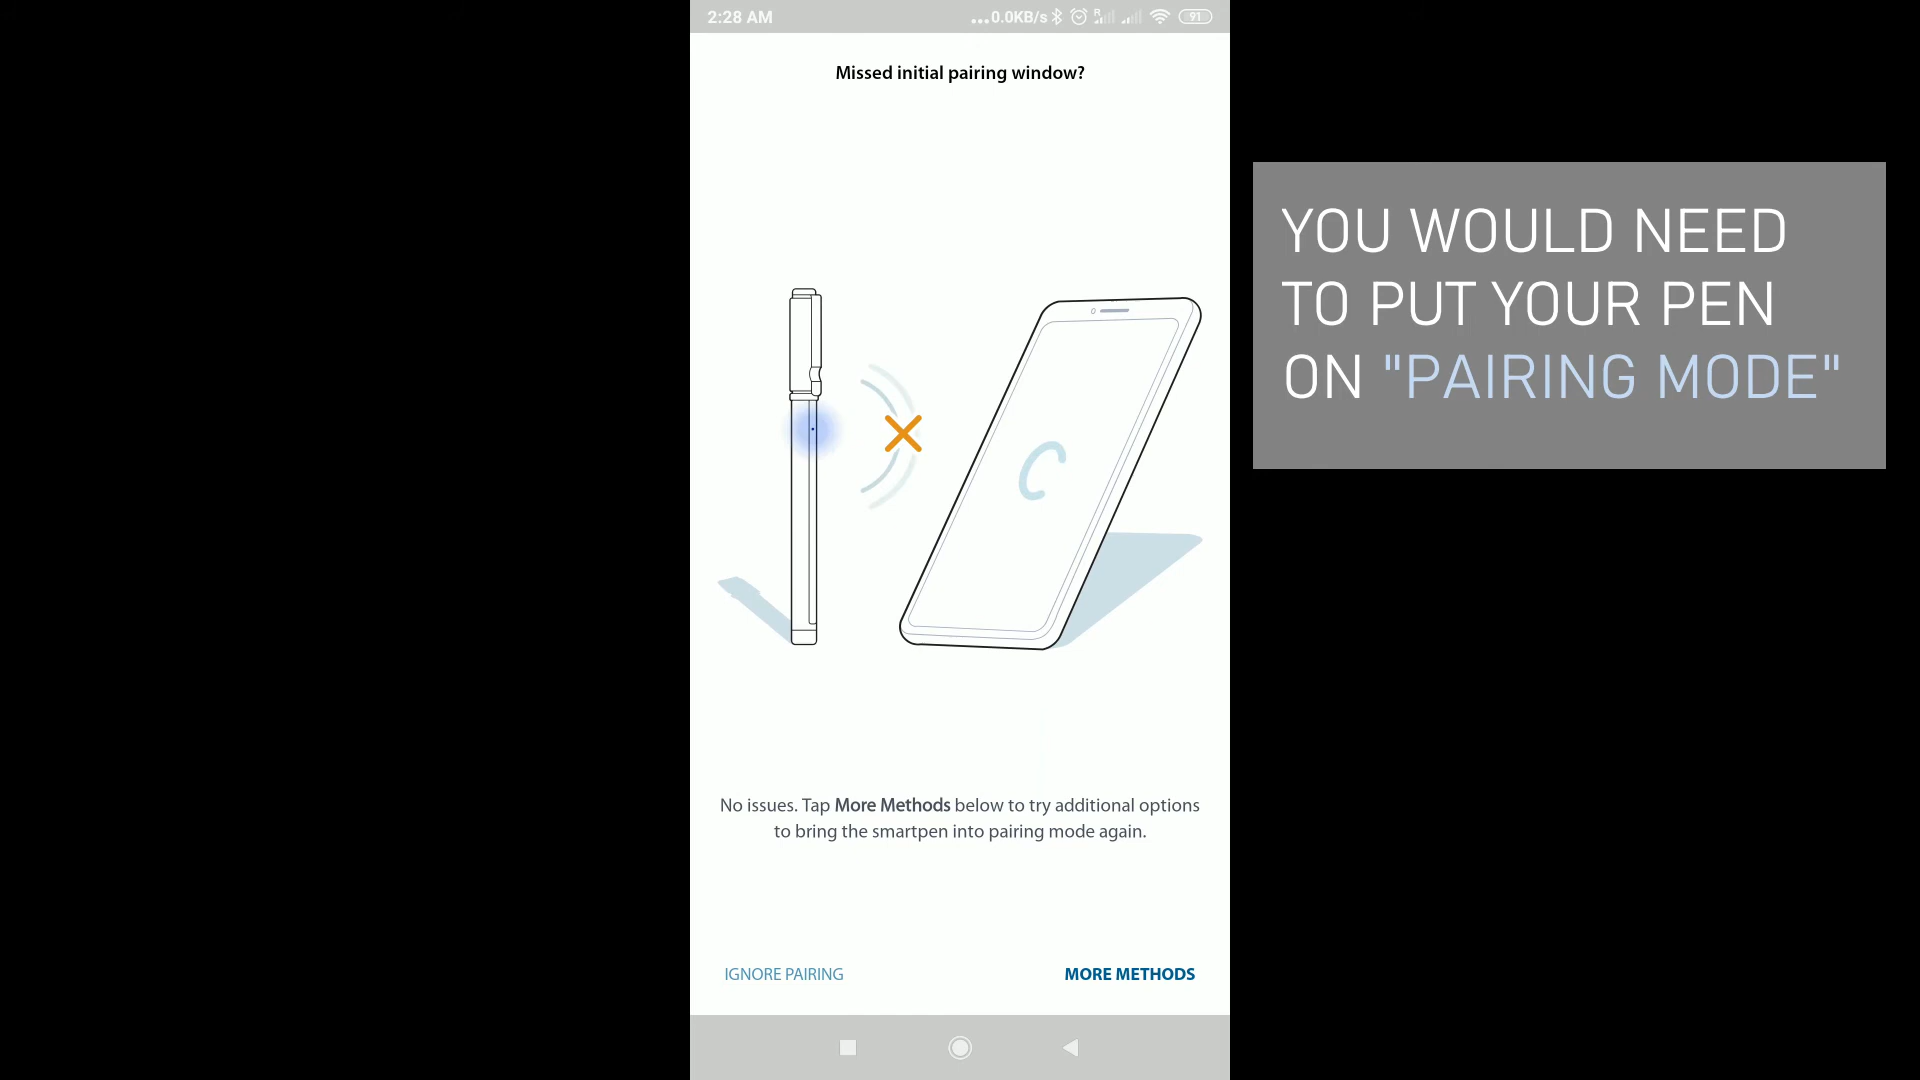 2:28 AM
...0.0KB/s
R
91
Missed initial pairing window?
YOU WOULD NEED
TO PUT YOUR PEN
ON "PAIRING MODE"
No issues. Tap More Methods below to try additional options
to bring the smartpen into pairing mode again.
IGNORE PAIRING
MORE METHODS